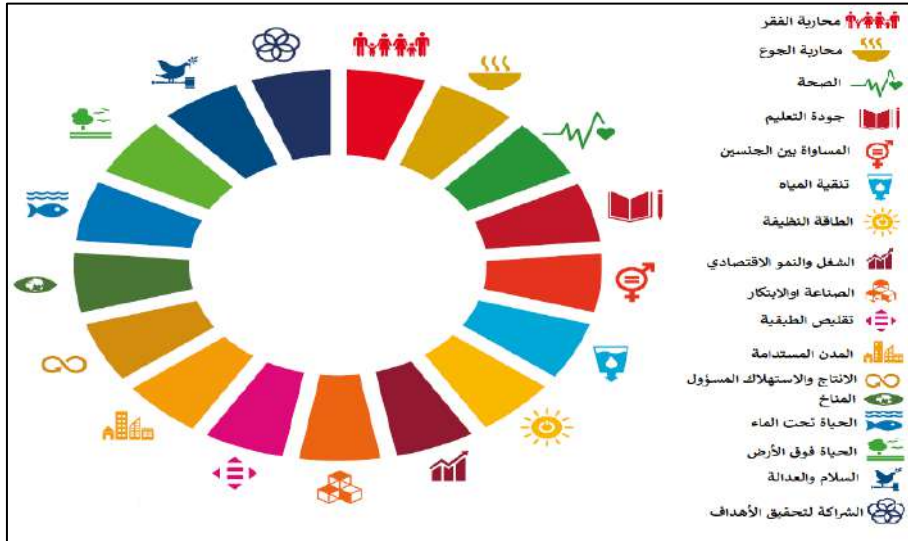 محاربة الفقر
محاربة الجوع
الصحة
جودة التعليم
المساواة بين الجنسين
تنقية المياه
الطاقة النظيفة
الشغل والنمو الاقتصادي
الصناعة اوالابتكار
تقليص الطبقية
المدن المستدامة
الانتاج والاستهلاك المسؤول
المناخ
الحياة تحت الماء
الحياة فوق الأرض
السلام والعدالة
الشراكة لتحقيق الأهداف